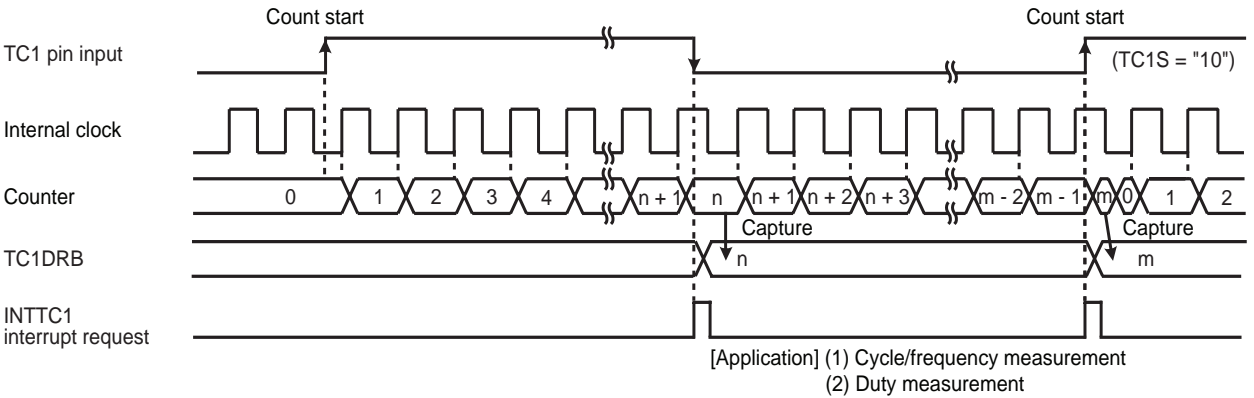 Count start Count start
TC1 pin input (TC1S = "10")
Internal clock
Counter 0 1 2 3 4 n + 1 n n + 1 n + 2 n + 3 m - 2 m - 1 m 0 1 2
Capture Capture
TC1DRB n m
INTTC1
interrupt request
[Application] (1) Cycle/frequency measurement
(2) Duty measurement